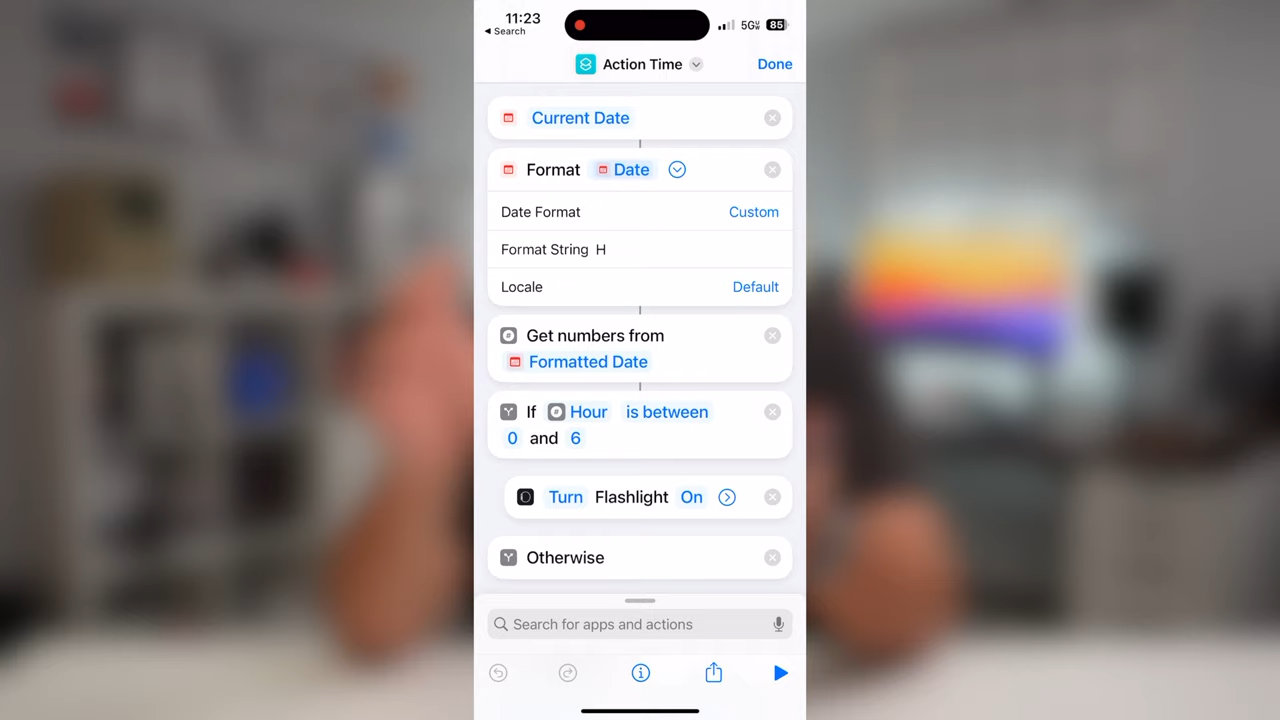 11:23
5G UW 85
◀ Search
Action Time
Done
Current Date
Format Date
Date Format Custom
Format String H
Locale Default
Get numbers from
Formatted Date
If Hour is between
0 and 6
Turn Flashlight On
Otherwise
Search for apps and actions